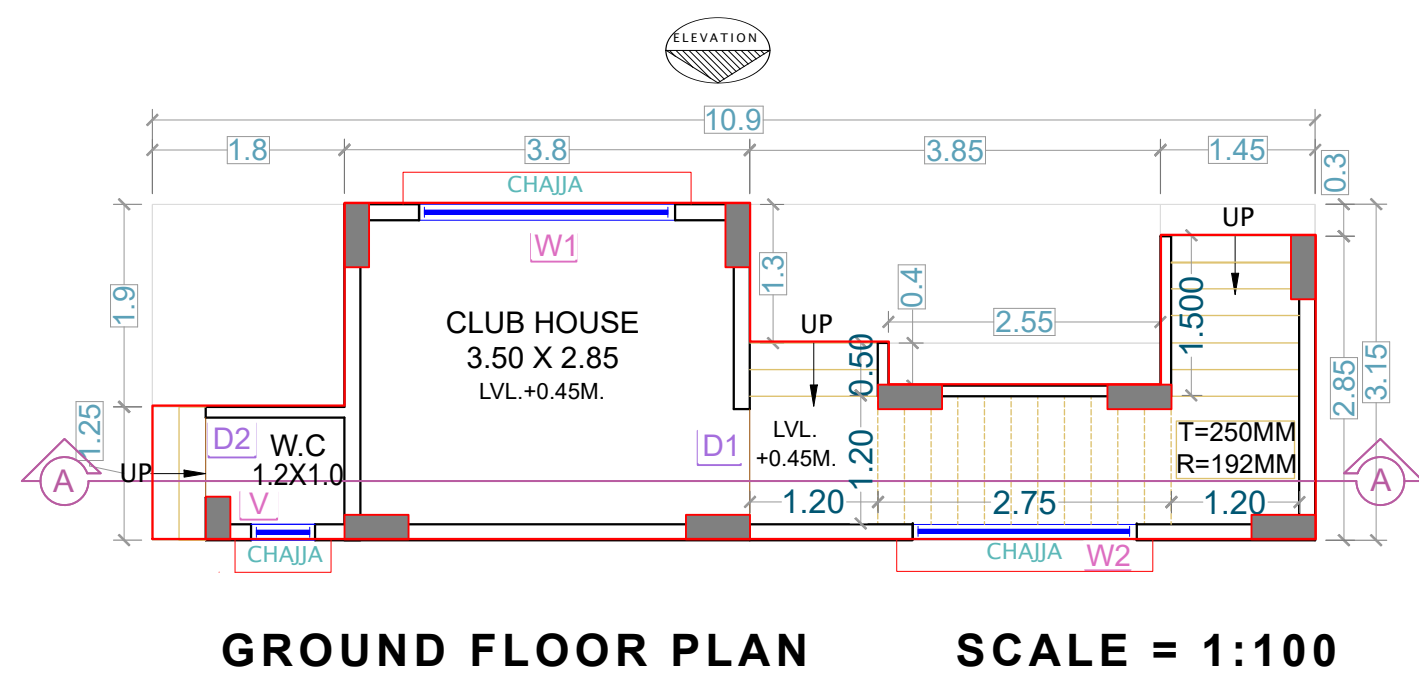 ELEVATION
10.9
1.8
3.8
3.85
1.45
0.3
CHAJJA
UP
W1
1.3
0.4
1.9
CLUB HOUSE
3.50 X 2.85
LVL.+0.45M.
UP
2.55
1.500
0.50
2.85
3.15
1.25
D2
W.C
1.2X1.0
UP
D1
LVL.
+0.45M.
1.20
T=250MM
R=192MM
A
A
V
1.20
2.75
1.20
CHAJJA
CHAJJA
W2
GROUND FLOOR PLAN
SCALE = 1:100